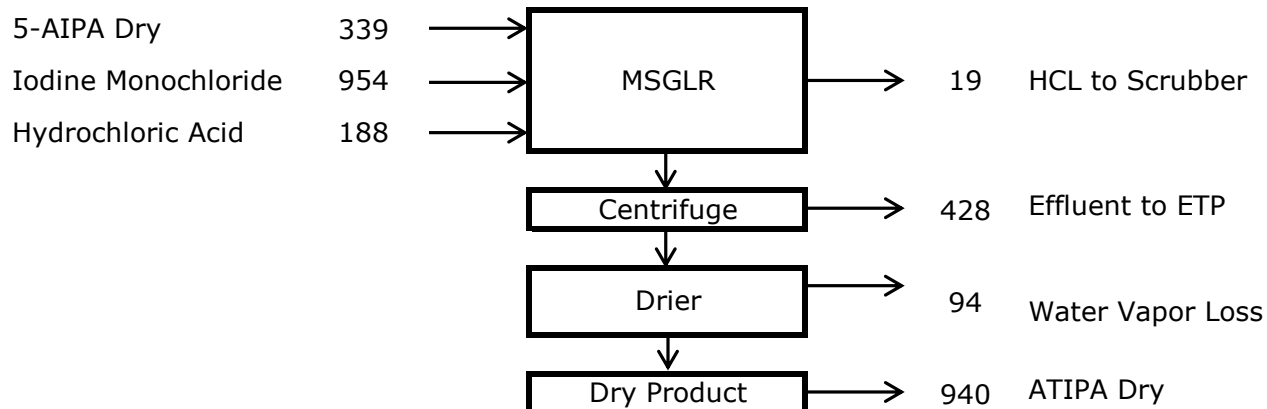 5-AIPA Dry 339
Iodine Monochloride 954 MSGLR 19 HCL to Scrubber
Hydrochloric Acid 188
Centrifuge 428 Effluent to ETP
Drier 94 Water Vapor Loss
Dry Product 940 ATIPA Dry